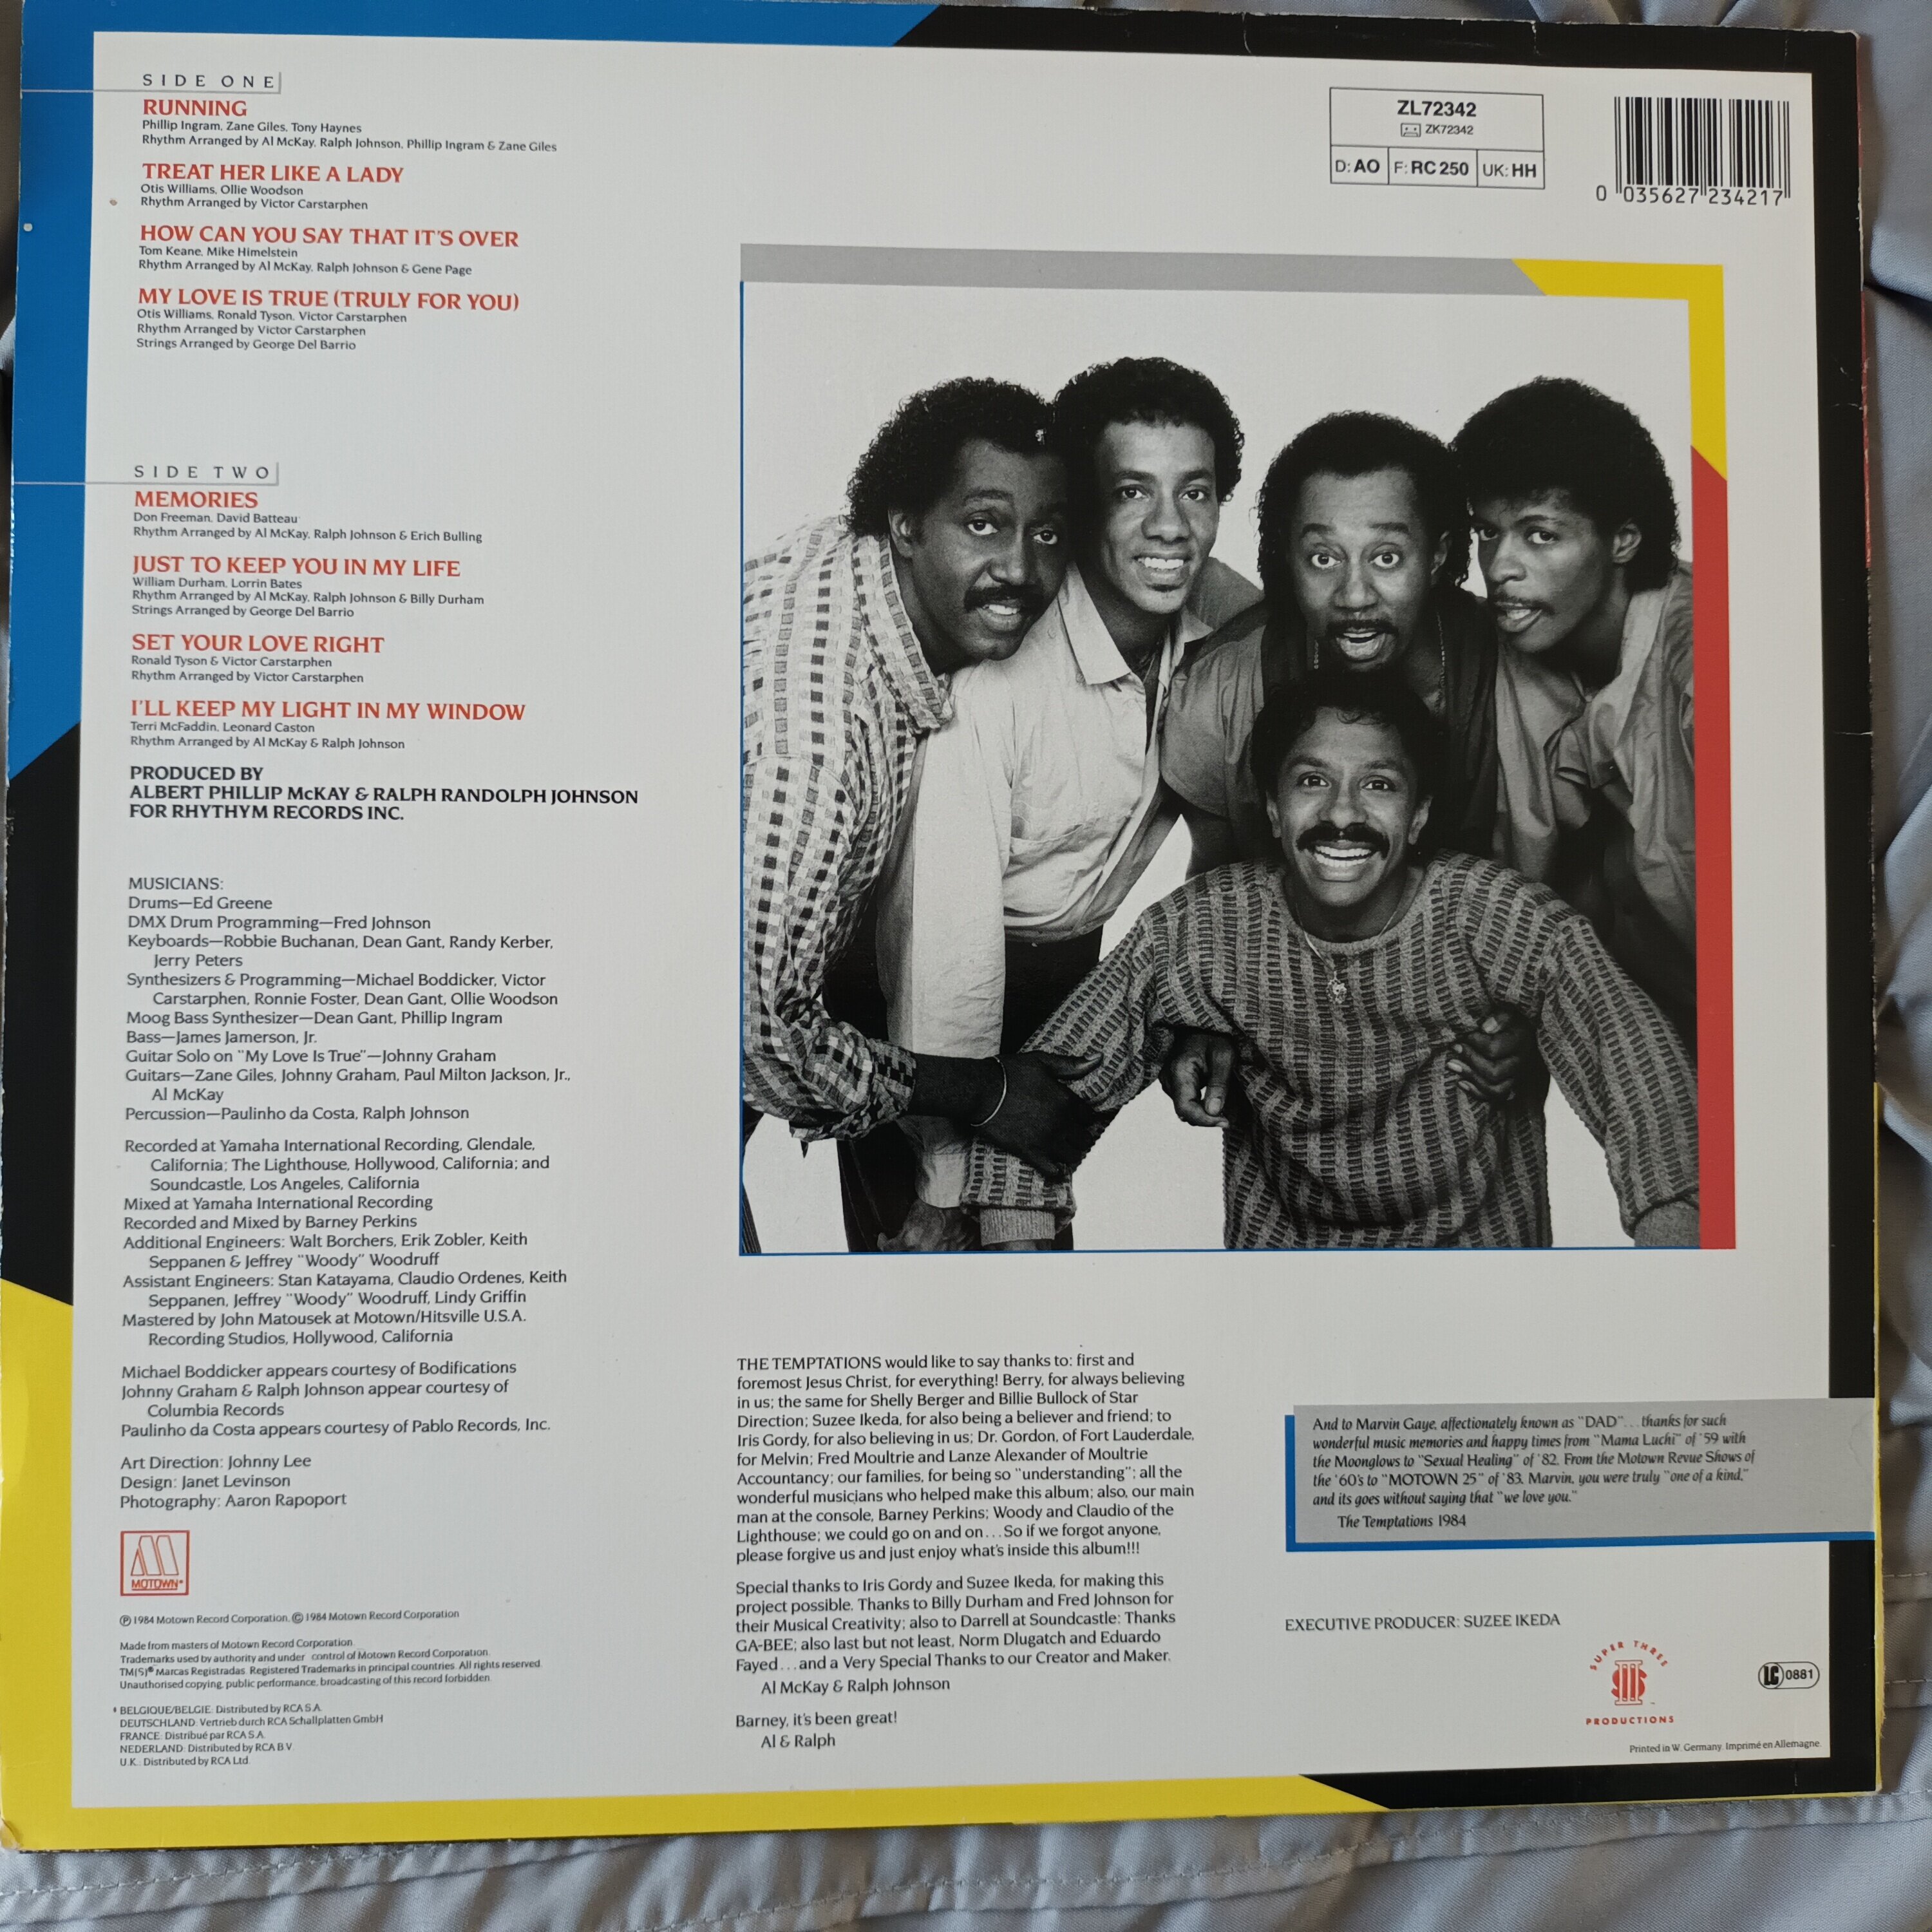 SIDE ONE
RUNNING
Phillip Ingram, Zane Giles, Tony Haynes
Rhythm Arranged by Al McKay, Ralph Johnson, Phillip Ingram & Zane Giles
TREAT HER LIKE A LADY
Otis Williams, Ollie Woodson
Rhythm Arranged by Victor Carstarphen
HOW CAN YOU SAY THAT IT'S OVER
Tom Keane, Mike Himelstein
Rhythm Arranged by Al McKay, Ralph Johnson & Gene Page
MY LOVE IS TRUE (TRULY FOR YOU)
Otis Williams, Ronald Tyson, Victor Carstarphen
Rhythm Arranged by Victor Carstarphen
Strings Arranged by George Del Barrio
SIDE TWO
MEMORIES
Don Freeman, David Batteau
Rhythm Arranged by Al McKay, Ralph Johnson & Erich Bulling
JUST TO KEEP YOU IN MY LIFE
William Durham, Lorrin Bates
Rhythm Arranged by Al McKay, Ralph Johnson & Billy Durham
Strings Arranged by George Del Barrio
SET YOUR LOVE RIGHT
Ronald Tyson & Victor Carstarphen
Rhythm Arranged by Victor Carstarphen
I'LL KEEP MY LIGHT IN MY WINDOW
Terri McFaddin, Leonard Caston
Rhythm Arranged by Al McKay & Ralph Johnson
PRODUCED BY
ALBERT PHILLIP McKAY & RALPH RANDOLPH JOHNSON
FOR RHYTHYM RECORDS INC.
MUSICIANS:
Drums—Ed Greene
DMX Drum Programming—Fred Johnson
Keyboards—Robbie Buchanan, Dean Gant, Randy Kerber,
Jerry Peters
Synthesizers & Programming—Michael Boddicker, Victor
Carstarphen, Ronnie Foster, Dean Gant, Ollie Woodson
Moog Bass Synthesizer—Dean Gant, Phillip Ingram
Bass—James Jamerson, Jr.
Guitar Solo on "My Love Is True"—Johnny Graham
Guitars—Zane Giles, Johnny Graham, Paul Milton Jackson, Jr.,
Al McKay
Percussion—Paulinho da Costa, Ralph Johnson
Recorded at Yamaha International Recording, Glendale,
California; The Lighthouse, Hollywood, California; and
Soundcastle, Los Angeles, California
Mixed at Yamaha International Recording
Recorded and Mixed by Barney Perkins
Additional Engineers: Walt Borchers, Erik Zobler, Keith
Seppanen & Jeffrey "Woody" Woodruff
Assistant Engineers: Stan Katayama, Claudio Ordenes, Keith
Seppanen, Jeffrey "Woody" Woodruff, Lindy Griffin
Mastered by John Matousek at Motown/Hitsville U.S.A.
Recording Studios, Hollywood, California
Michael Boddicker appears courtesy of Bodifications
Johnny Graham & Ralph Johnson appear courtesy of
Columbia Records
Paulinho da Costa appears courtesy of Pablo Records, Inc.
Art Direction: Johnny Lee
Design: Janet Levinson
Photography: Aaron Rapoport
MOTOWN®
℗ 1984 Motown Record Corporation, © 1984 Motown Record Corporation
Made from masters of Motown Record Corporation.
Trademarks used by authority and under control of Motown Record Corporation.
TM(S)® Marcas Registradas. Registered Trademarks in principal countries. All rights reserved.
Unauthorised copying, public performance, broadcasting of this record forbidden.
* BELGIQUE/BELGIE: Distributed by RCA S.A.
DEUTSCHLAND: Vertrieb durch RCA Schallplatten GmbH
FRANCE: Distribué par RCA S.A.
NEDERLAND: Distributed by RCA B.V.
U.K.: Distributed by RCA Ltd.
ZL72342
ZK72342
D: AO F: RC 250 UK: HH
0 035627 234217
THE TEMPTATIONS would like to say thanks to: first and
foremost Jesus Christ, for everything! Berry, for always believing
in us; the same for Shelly Berger and Billie Bullock of Star
Direction; Suzee Ikeda, for also being a believer and friend; to
Iris Gordy, for also believing in us; Dr. Gordon, of Fort Lauderdale,
for Melvin; Fred Moultrie and Lanze Alexander of Moultrie
Accountancy; our families, for being so "understanding"; all the
wonderful musicians who helped make this album; also, our main
man at the console, Barney Perkins; Woody and Claudio of the
Lighthouse; we could go on and on...So if we forgot anyone,
please forgive us and just enjoy what's inside this album!!!
Special thanks to Iris Gordy and Suzee Ikeda, for making this
project possible. Thanks to Billy Durham and Fred Johnson for
their Musical Creativity; also to Darrell at Soundcastle: Thanks
GA-BEE; also last but not least, Norm Dlugatch and Eduardo
Fayed...and a Very Special Thanks to our Creator and Maker.
Al McKay & Ralph Johnson
Barney, it's been great!
Al & Ralph
And to Marvin Gaye, affectionately known as "DAD"...thanks for such
wonderful music memories and happy times from "Mama Luchi" of '59 with
the Moonglows to "Sexual Healing" of '82. From the Motown Revue Shows of
the '60's to "MOTOWN 25" of '83. Marvin, you were truly "one of a kind,"
and its goes without saying that "we love you."
The Temptations 1984
EXECUTIVE PRODUCER: SUZEE IKEDA
SUPER THREE
PRODUCTIONS
LC 0881
Printed in W. Germany. Imprimé en Allemagne.